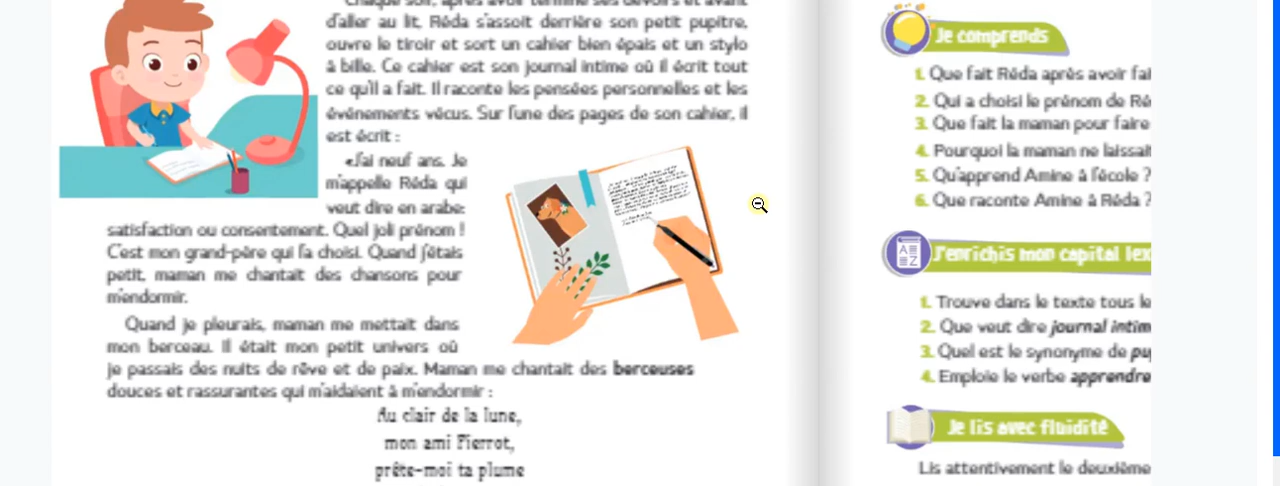 Chaque soir, après avoir terminé ses devoirs et avant
d'aller au lit, Réda s'assoit derrière son petit pupitre,
ouvre le tiroir et sort un cahier bien épais et un stylo
à bille. Ce cahier est son journal intime où il écrit tout
ce qu'il a fait. Il raconte les pensées personnelles et les
événements vécus. Sur l'une des pages de son cahier, il
est écrit :
«J'ai neuf ans. Je
m'appelle Réda qui
veut dire en arabe:
satisfaction ou consentement. Quel joli prénom !
C'est mon grand-père qui l'a choisi. Quand j'étais
petit, maman me chantait des chansons pour
m'endormir.
Quand je pleurais, maman me mettait dans
mon berceau. Il était mon petit univers où
je passais des nuits de rêve et de paix. Maman me chantait des berceuses
douces et rassurantes qui m'aidaient à m'endormir :
Au clair de la lune,
mon ami Pierrot,
prête-moi ta plume
Je comprends
1. Que fait Réda après avoir fai
2. Qui a choisi le prénom de Ré
3. Que fait la maman pour faire
4. Pourquoi la maman ne laissait
5. Qu'apprend Amine à l'école ?
6. Que raconte Amine à Réda ?
J'enrichis mon capital lex
1. Trouve dans le texte tous le
2. Que veut dire journal intim
3. Quel est le synonyme de pu
4. Emploie le verbe apprendre
Je lis avec fluidité
Lis attentivement le deuxième